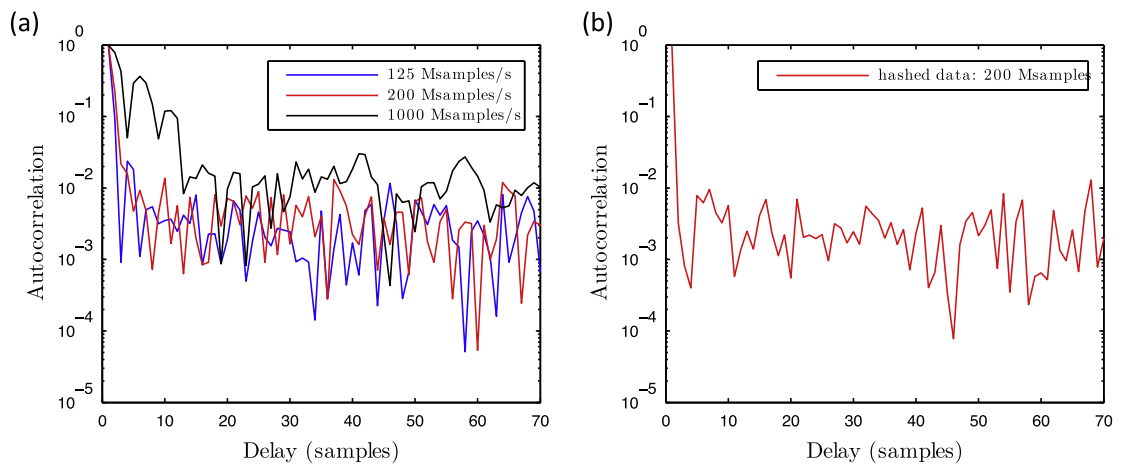 (a)
10 0
10 −1
10 −2
10 −3
10 −4
10 −5
Autocorrelation
0 10 20 30 40 50 60 70
Delay (samples)
125 Msamples/s
200 Msamples/s
1000 Msamples/s
(b)
10 0
10 −1
10 −2
10 −3
10 −4
10 −5
Autocorrelation
0 10 20 30 40 50 60 70
Delay (samples)
hashed data: 200 Msamples